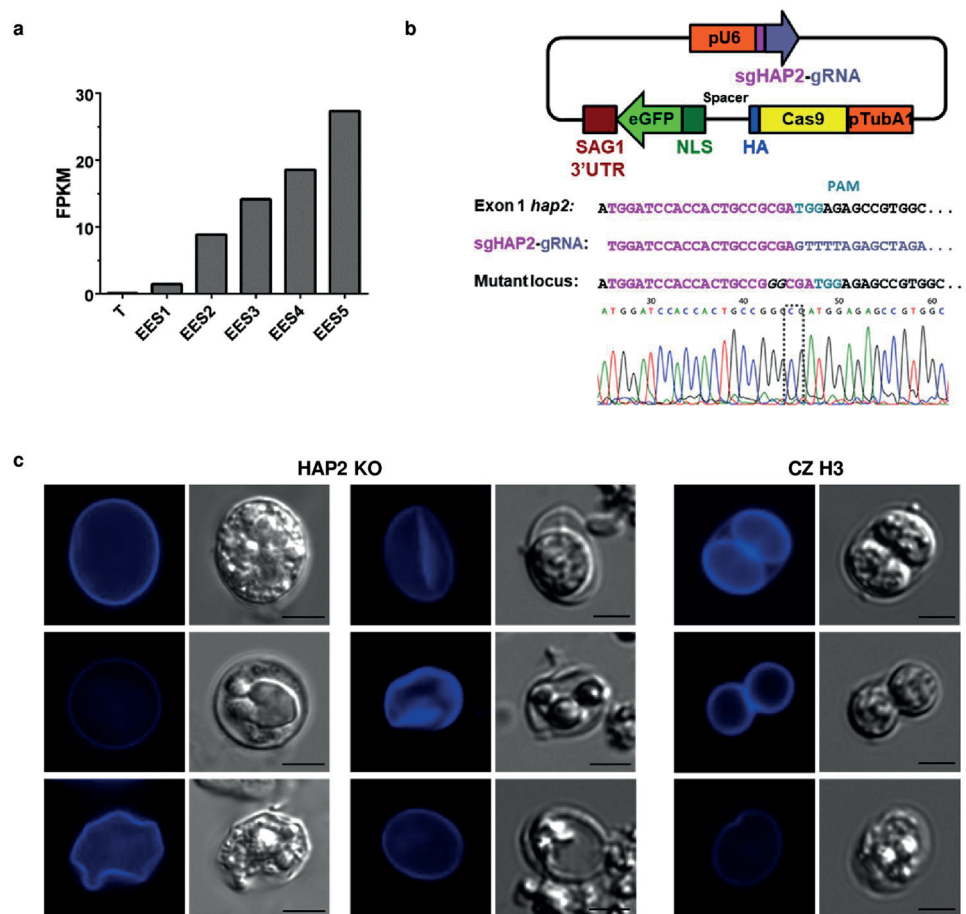 a
FPKM
30
20
10
0
T
EES1
EES2
EES3
EES4
EES5
b
pU6
sgHAP2-gRNA
Spacer
eGFP
Cas9
pTubA1
SAG1
3'UTR
NLS
HA
PAM
Exon 1 hap2: ATGGATCCACCACTGCCGCGATGGAGAGCCGTGGC...
sgHAP2-gRNA: TGGATCCACCACTGCCGCGAGTTTTAGAGCTAGA...
Mutant locus: ATGGATCCACCACTGCCGGGCGATGGAGAGCCGTGGC...
30 40 50 60
A T G G A T C C A C C A C T G C C G G G C G A T G G A G A G C C G T G G C
c
HAP2 KO
CZ H3